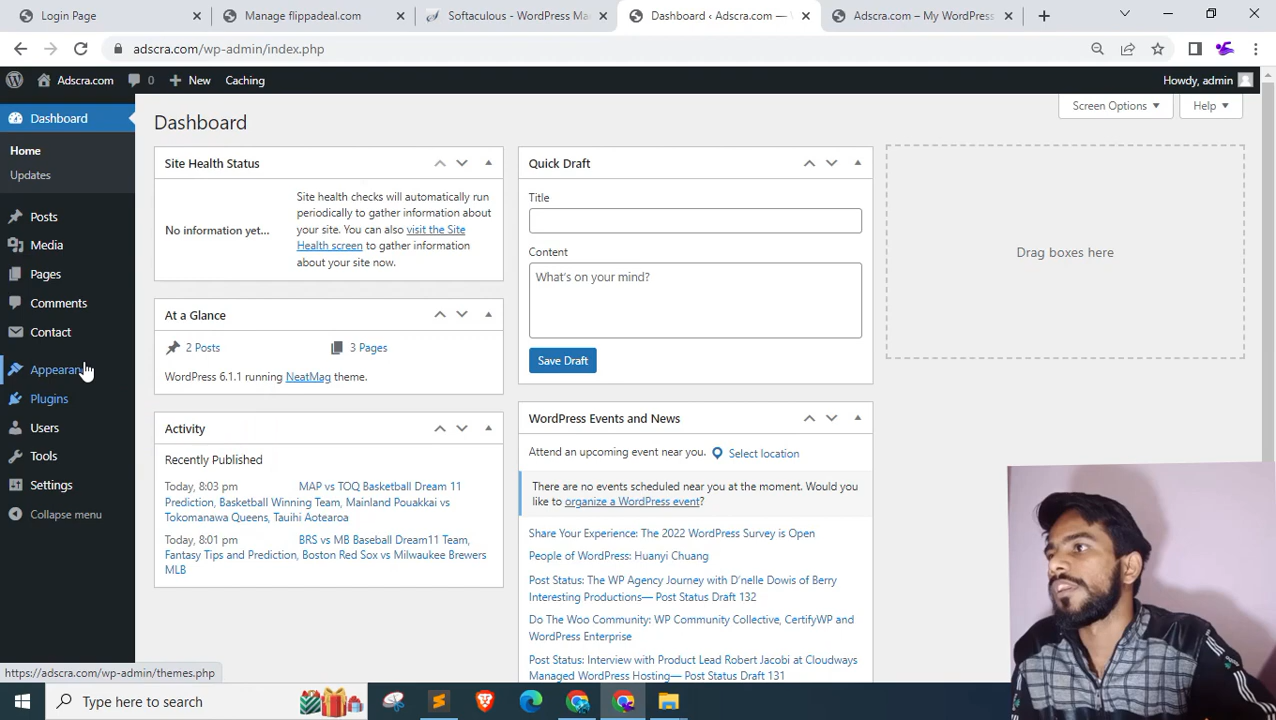 Login Page
Manage flippadeal.com
Softaculous - WordPress Ma
Dashboard ‹ Adscra.com —
Adscra.com – My WordPress
adscra.com/wp-admin/index.php
Adscra.com
0
New
Caching
Howdy, admin
Dashboard
Home
Updates
Posts
Media
Pages
Comments
Contact
Appearan
Plugins
Users
Tools
Settings
Collapse menu
Screen Options
Help
Dashboard
Site Health Status
No information yet...
Site health checks will automatically run
periodically to gather information about
your site. You can also visit the Site
Health screen to gather information
about your site now.
At a Glance
2 Posts
3 Pages
WordPress 6.1.1 running NeatMag theme.
Activity
Recently Published
Today, 8:03 pm MAP vs TOQ Basketball Dream 11
Prediction, Basketball Winning Team, Mainland Pouakkai vs
Tokomanawa Queens, Tauihi Aotearoa
Today, 8:01 pm BRS vs MB Baseball Dream11 Team,
Fantasy Tips and Prediction, Boston Red Sox vs Milwaukee Brewers
MLB
Quick Draft
Title
Content
What's on your mind?
Save Draft
WordPress Events and News
Attend an upcoming event near you. Select location
There are no events scheduled near you at the moment. Would you
like to organize a WordPress event?
Share Your Experience: The 2022 WordPress Survey is Open
People of WordPress: Huanyi Chuang
Post Status: The WP Agency Journey with D'nelle Dowis of Berry
Interesting Productions— Post Status Draft 132
Do The Woo Community: WP Community Collective, CertifyWP and
WordPress Enterprise
Post Status: Interview with Product Lead Robert Jacobi at Cloudways
Managed WordPress Hosting— Post Status Draft 131
Drag boxes here
https://adscra.com/wp-admin/themes.php
Type here to search